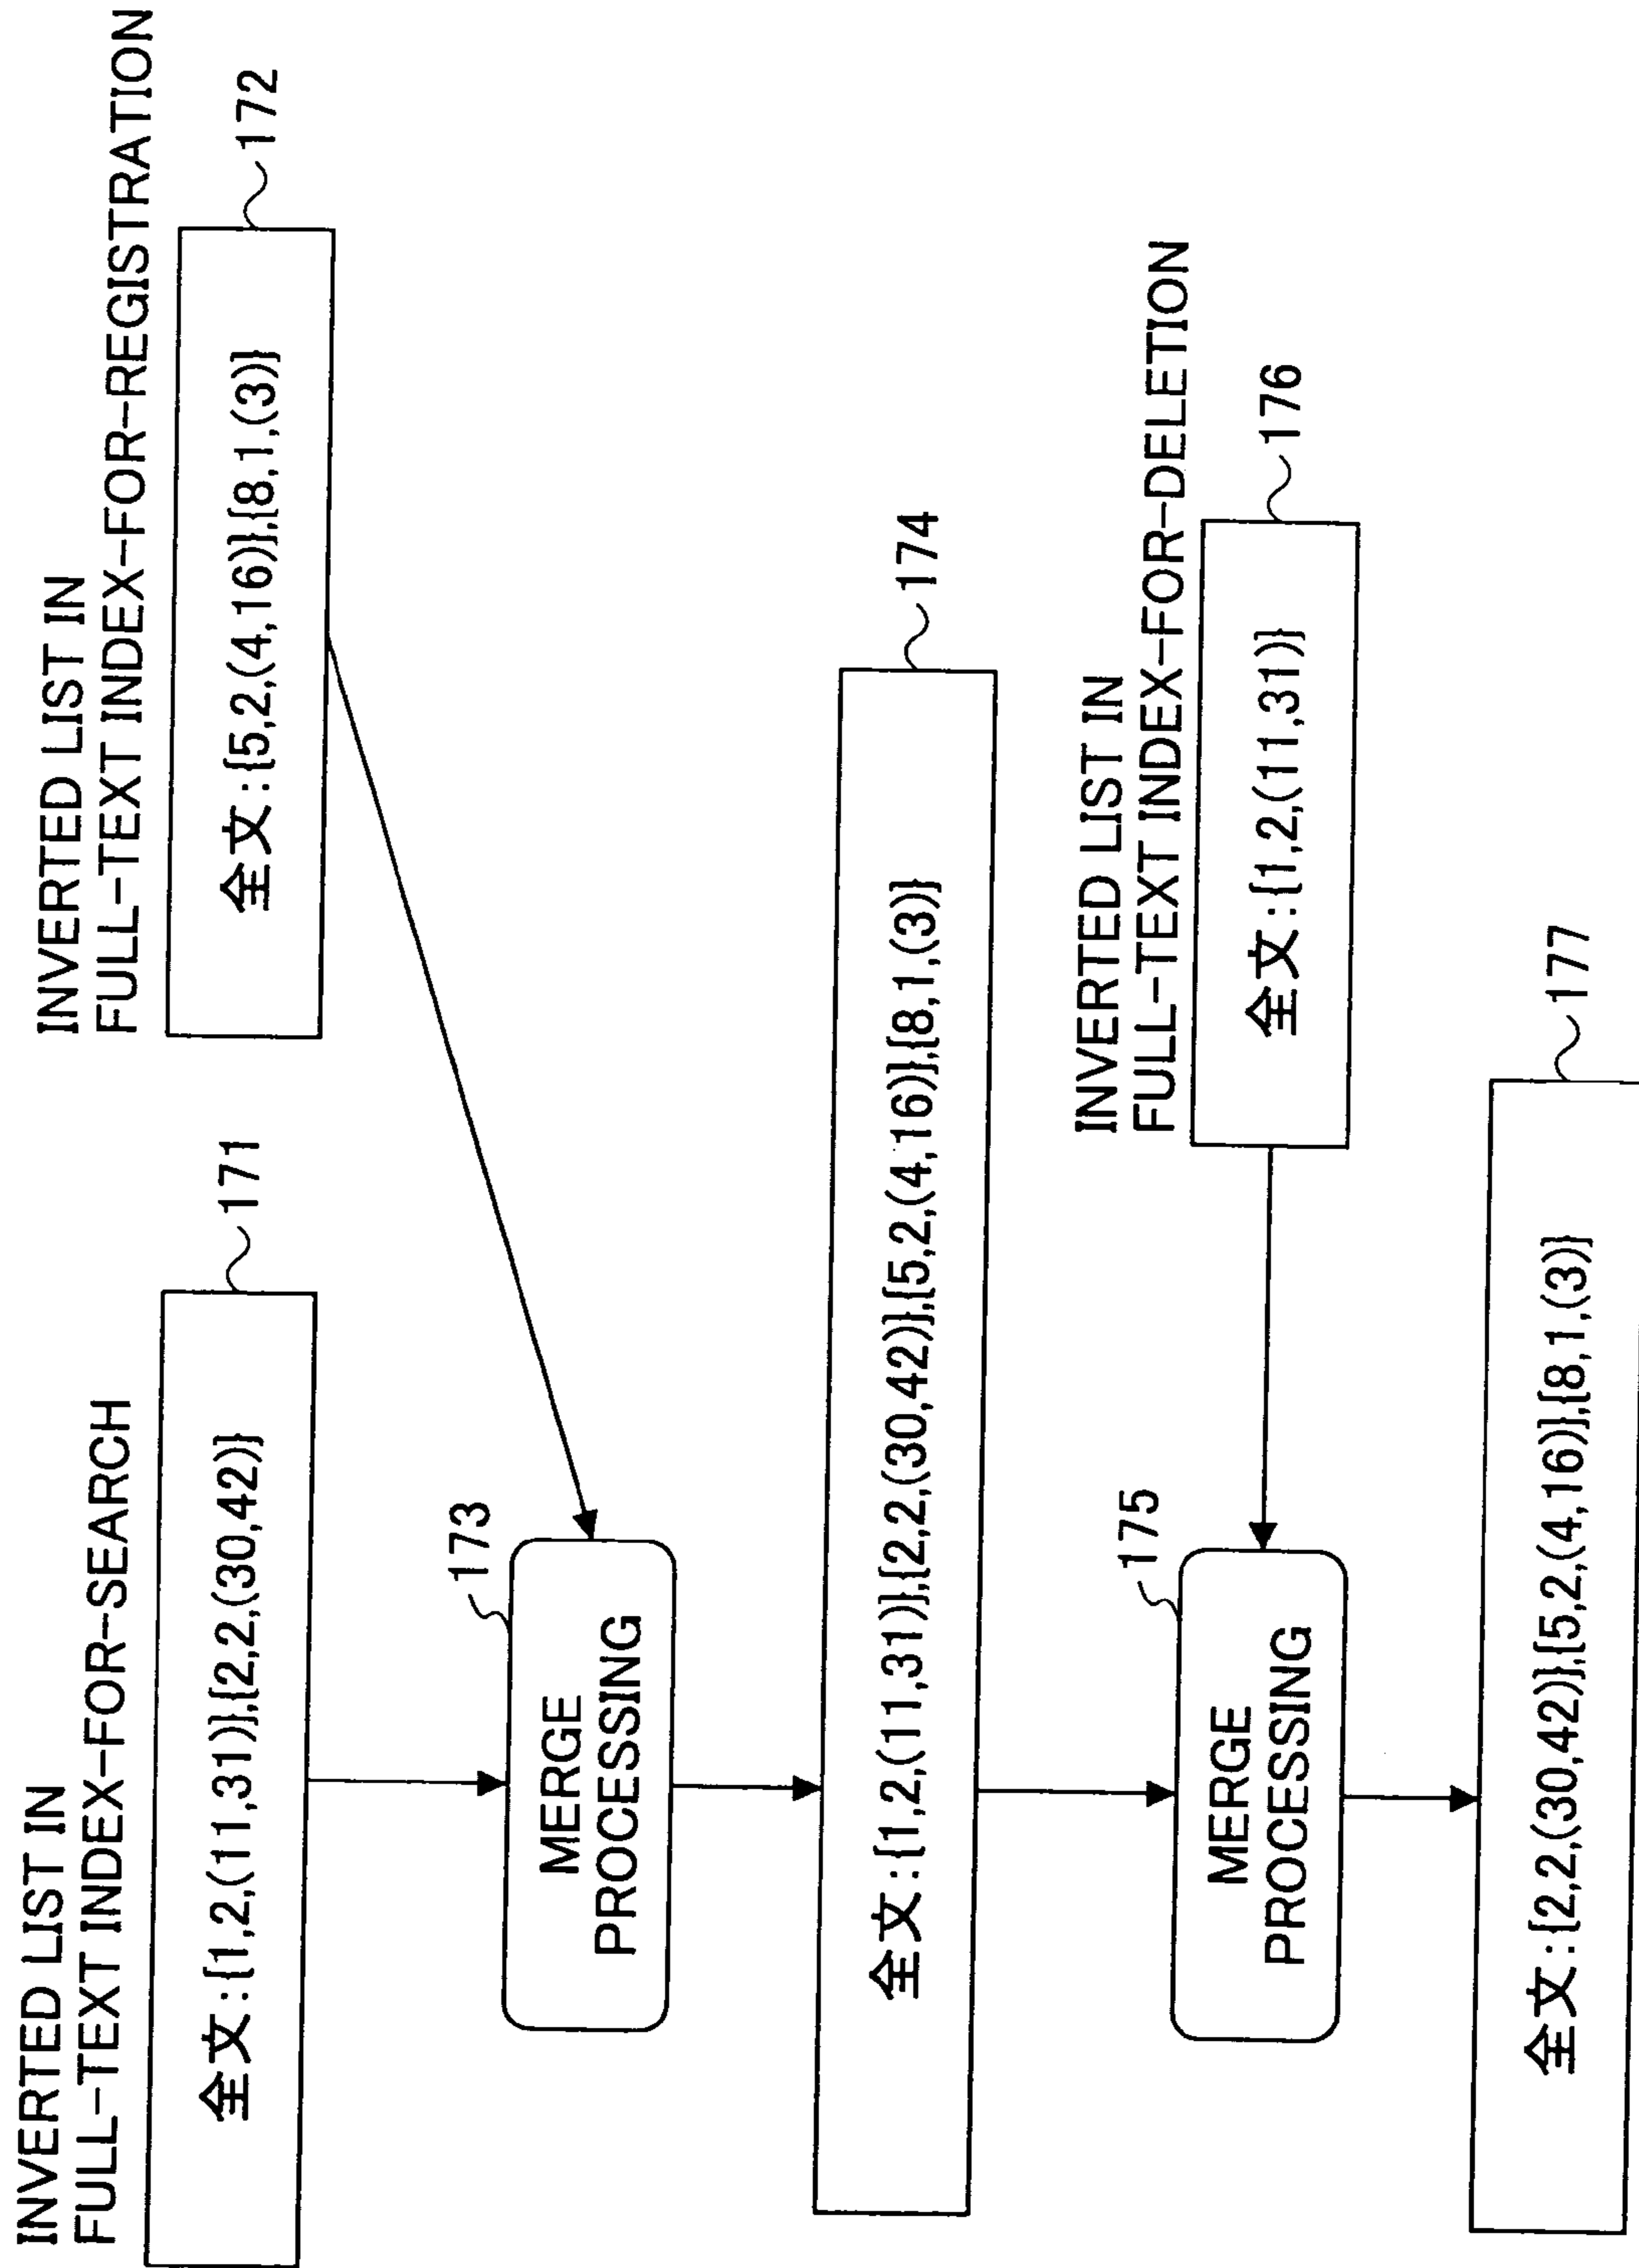 INVERTED LIST IN
FULL-TEXT INDEX-FOR-SEARCH
全文:{1,2,(11,31)},{2,2,(30,42)}
171
INVERTED LIST IN
FULL-TEXT INDEX-FOR-REGISTRATION
全文:{5,2,(4,16)},{8,1,(3)}
172
173
MERGE
PROCESSING
全文:{1,2,(11,31)},{2,2,(30,42)},{5,2,(4,16)},{8,1,(3)}
174
INVERTED LIST IN
FULL-TEXT INDEX-FOR-DELETION
175
MERGE
PROCESSING
全文:{1,2,(11,31)}
176
全文:{2,2,(30,42)},{5,2,(4,16)},{8,1,(3)}
177